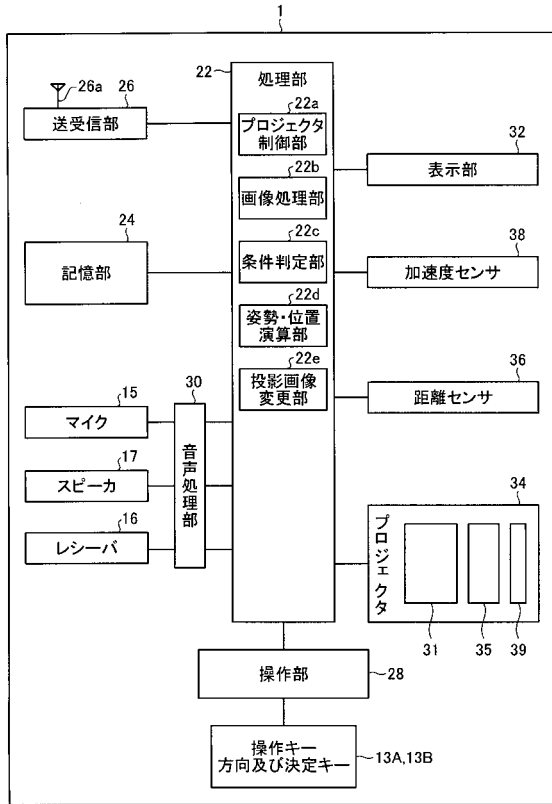 1
26a
26
送受信部
24
記憶部
15
マイク
17
スピーカ
16
レシーバ
30
音声処理部
22
処理部
22a
プロジェクタ
制御部
22b
画像処理部
22c
条件判定部
22d
姿勢・位置
演算部
22e
投影画像
変更部
32
表示部
38
加速度センサ
36
距離センサ
34
プロジェクタ
31
35
39
操作部
28
操作キー
方向及び決定キー
13A,13B